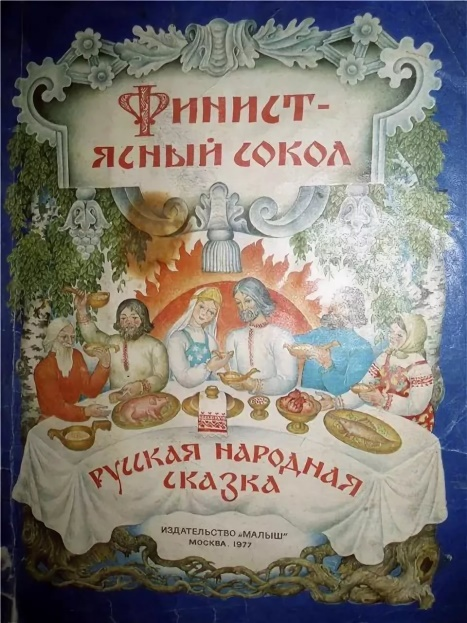 Финист-
ясный сокол
русская народная
сказка
ИЗДАТЕЛЬСТВО „МАЛЫШ"
МОСКВА. 1977